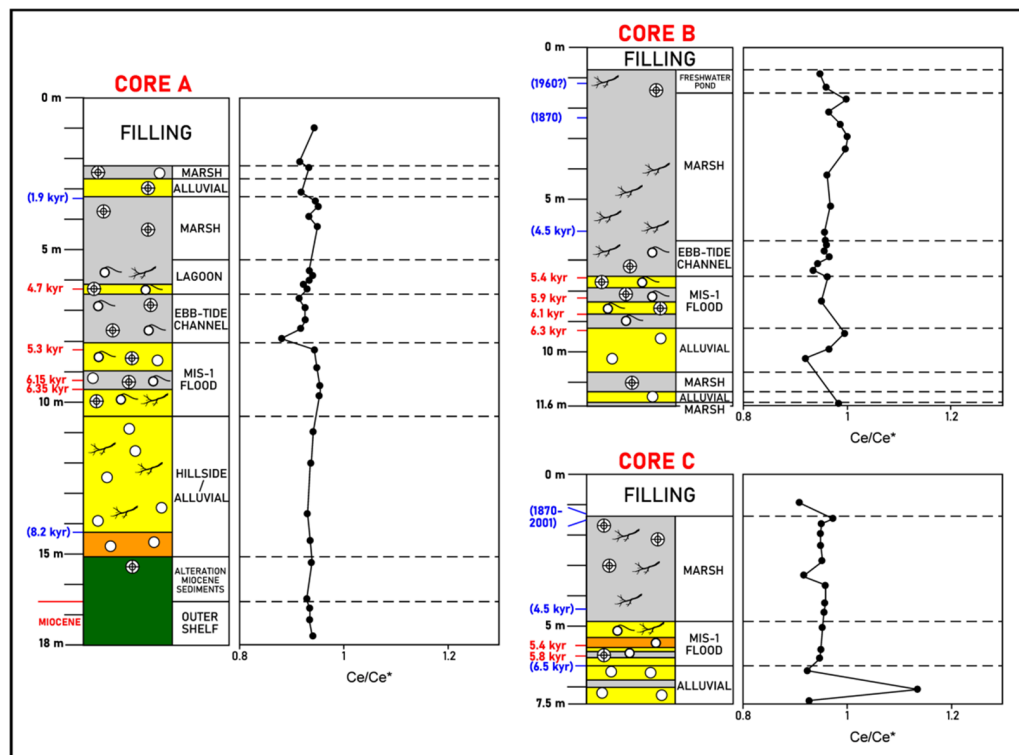 CORE A
0 m
FILLING
MARSH
ALLUVIAL
(1.9 kyr)
MARSH
5 m
LAGOON
4.7 kyr
EBB-TIDE
CHANNEL
5.3 kyr
MIS-1
FLOOD
6.15 kyr
6.35 kyr
10 m
HILLSIDE
/
ALLUVIAL
(8.2 kyr)
15 m
ALTERATION
MIOCENE
SEDIMENTS
MIOCENE
OUTER
SHELF
18 m
0.8
1
1.2
Ce/Ce*
CORE B
0 m
FILLING
(1960?)
FRESHWATER
POND
(1870)
MARSH
5 m
(4.5 kyr)
EBB-TIDE
CHANNEL
5.4 kyr
5.9 kyr
MIS-1
FLOOD
6.1 kyr
6.3 kyr
ALLUVIAL
10 m
MARSH
ALLUVIAL
11.6 m
MARSH
0.8
1
1.2
Ce/Ce*
CORE C
0 m
FILLING
(1870-
2001)
MARSH
(4.5 kyr)
5 m
MIS-1
FLOOD
5.4 kyr
5.8 kyr
(6.5 kyr)
ALLUVIAL
7.5 m
0.8
1
1.2
Ce/Ce*